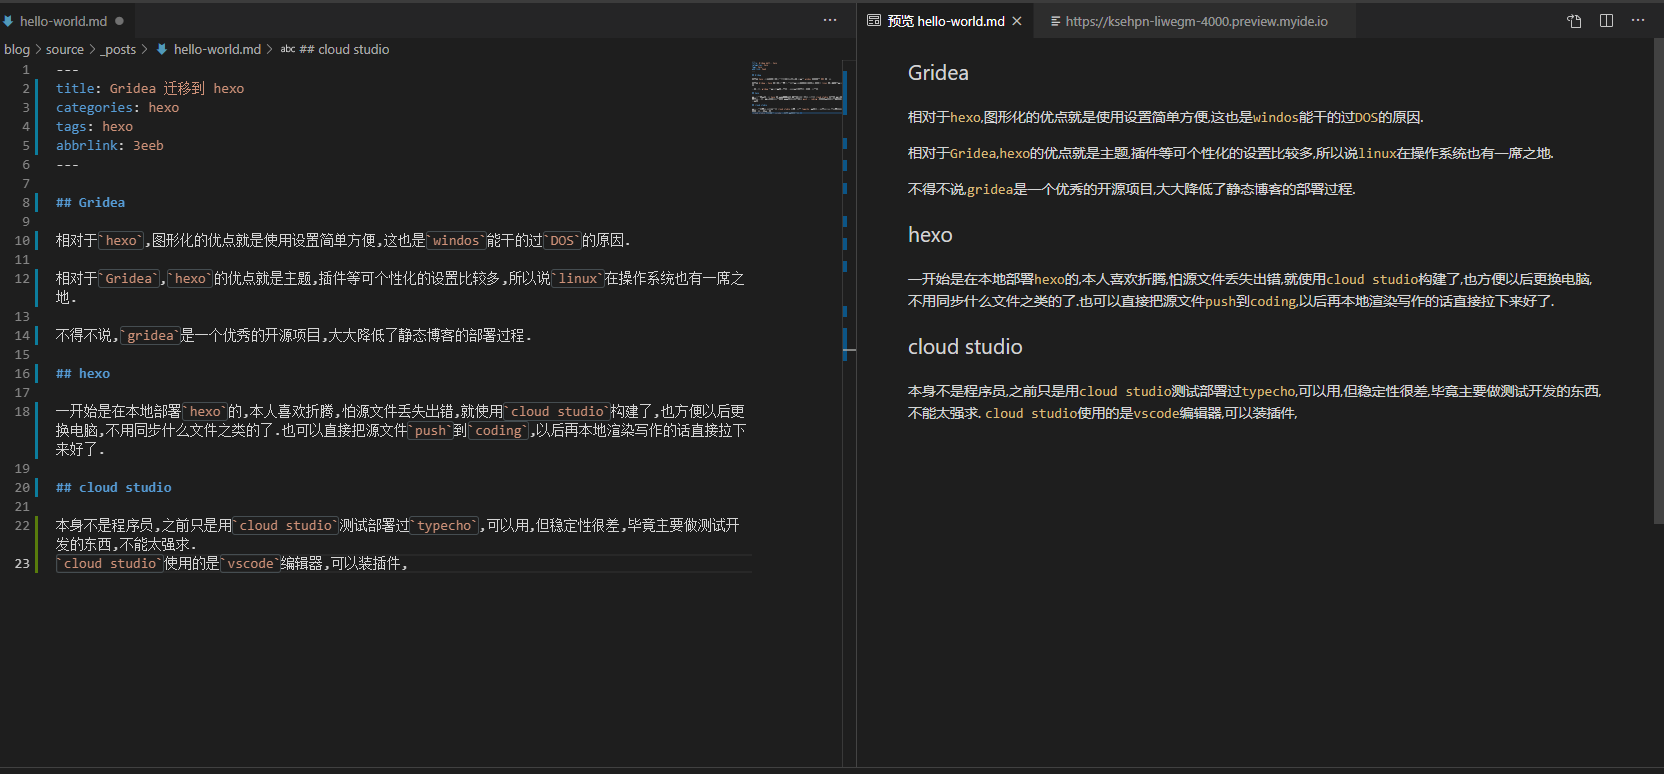 hello-world.md
blog > source > _posts > hello-world.md > abc ## cloud studio
1 ---
2 title: Gridea 迁移到 hexo
3 categories: hexo
4 tags: hexo
5 abbrlink: 3eeb
6 ---
7
8 ## Gridea
9
10 相对于`hexo`,图形化的优点就是使用设置简单方便,这也是`windos`能干的过`DOS`的原因.
11
12 相对于`Gridea`,`hexo`的优点就是主题,插件等可个性化的设置比较多,所以说`linux`在操作系统也有一席之
地.
13
14 不得不说,`gridea`是一个优秀的开源项目,大大降低了静态博客的部署过程.
15
16 ## hexo
17
18 一开始是在本地部署`hexo`的,本人喜欢折腾,怕源文件丢失出错,就使用`cloud studio`构建了,也方便以后更
换电脑,不用同步什么文件之类的了.也可以直接把源文件`push`到`coding`,以后再本地渲染写作的话直接拉下
来好了.
19
20 ## cloud studio
21
22 本身不是程序员,之前只是用`cloud studio`测试部署过`typecho`,可以用,但稳定性很差,毕竟主要做测试开
发的东西,不能太强求.
23 `cloud studio`使用的是`vscode`编辑器,可以装插件,
预览 hello-world.md
https://ksehpn-liwegm-4000.preview.myide.io
Gridea
相对于hexo,图形化的优点就是使用设置简单方便,这也是windos能干的过DOS的原因.
相对于Gridea,hexo的优点就是主题,插件等可个性化的设置比较多,所以说linux在操作系统也有一席之地.
不得不说,gridea是一个优秀的开源项目,大大降低了静态博客的部署过程.
hexo
一开始是在本地部署hexo的,本人喜欢折腾,怕源文件丢失出错,就使用cloud studio构建了,也方便以后更换电脑,
不用同步什么文件之类的了.也可以直接把源文件push到coding,以后再本地渲染写作的话直接拉下来好了.
cloud studio
本身不是程序员,之前只是用cloud studio测试部署过typecho,可以用,但稳定性很差,毕竟主要做测试开发的东西,
不能太强求. cloud studio使用的是vscode编辑器,可以装插件,